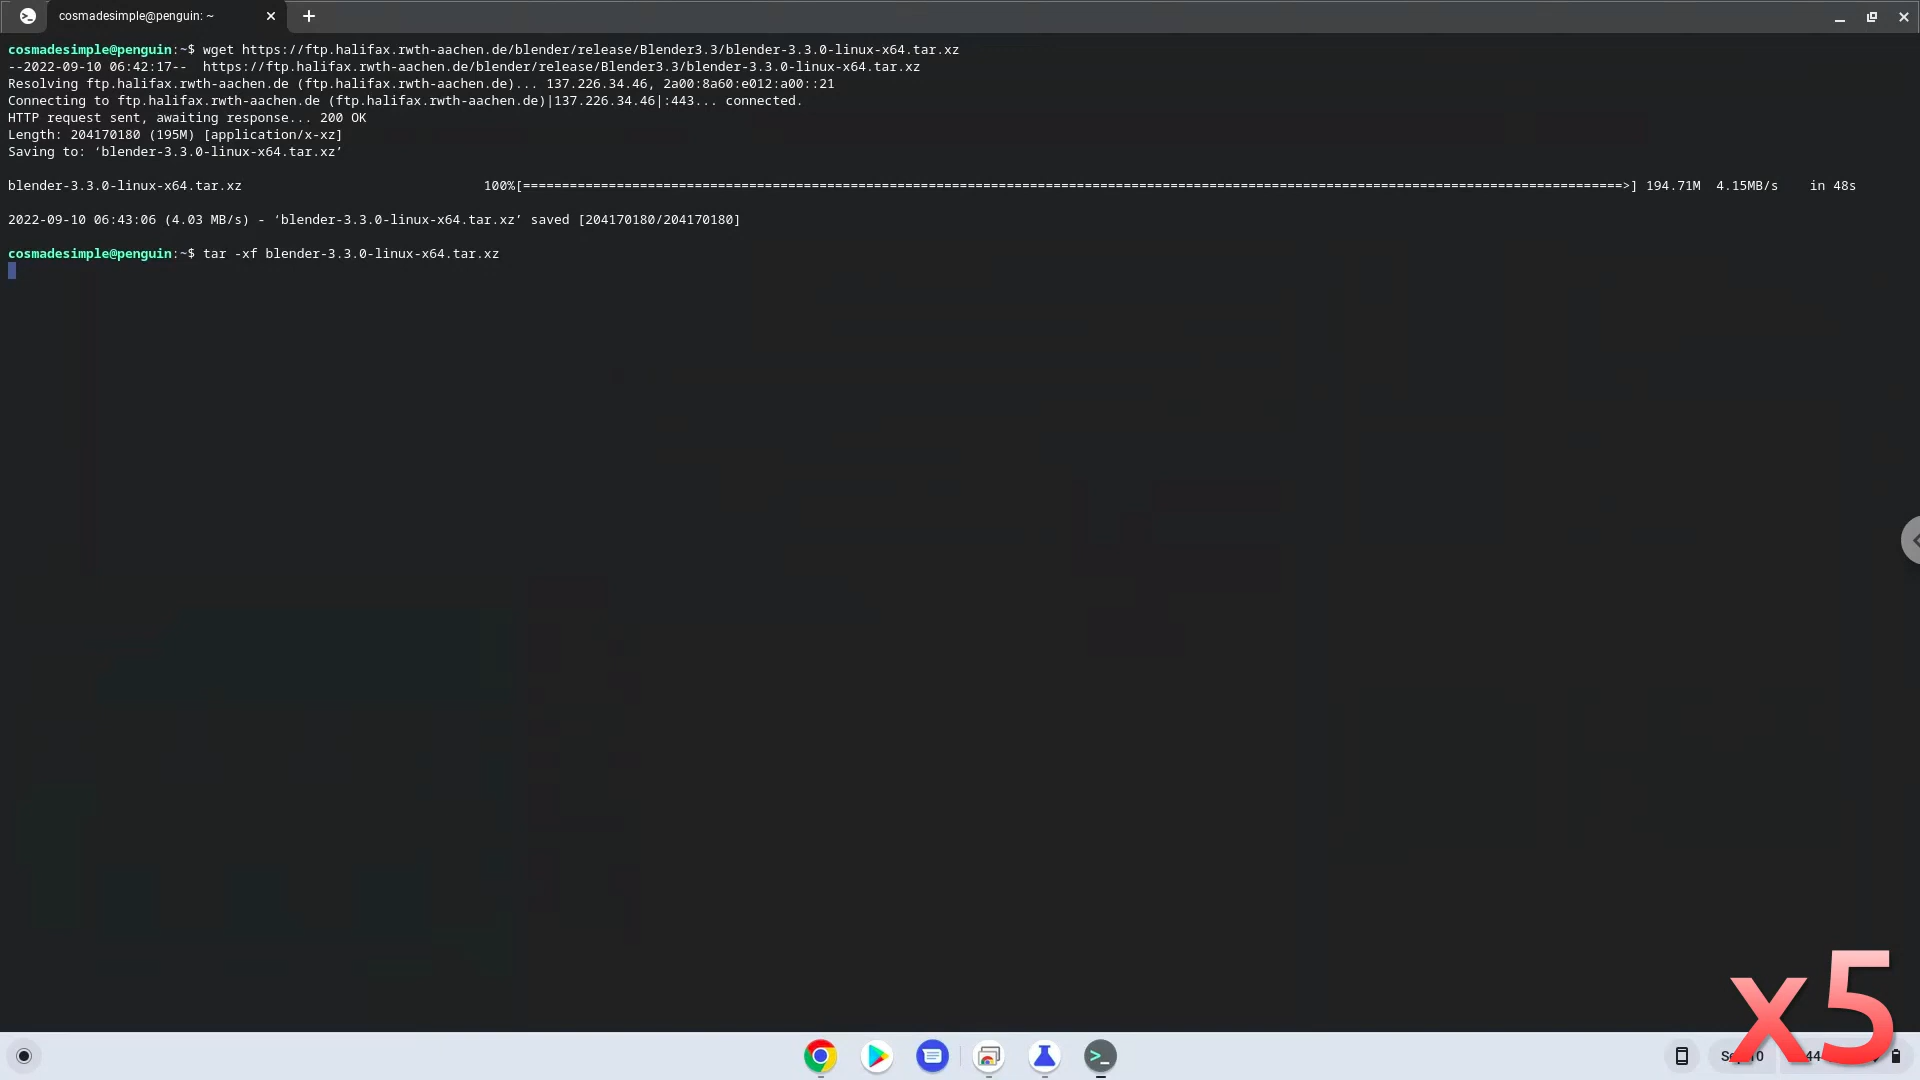 cosmadesimple@penguin: ~
cosmadesimple@penguin:~$ wget https://ftp.halifax.rwth-aachen.de/blender/release/Blender3.3/blender-3.3.0-linux-x64.tar.xz
--2022-09-10 06:42:17--  https://ftp.halifax.rwth-aachen.de/blender/release/Blender3.3/blender-3.3.0-linux-x64.tar.xz
Resolving ftp.halifax.rwth-aachen.de (ftp.halifax.rwth-aachen.de)... 137.226.34.46, 2a00:8a60:e012:a00::21
Connecting to ftp.halifax.rwth-aachen.de (ftp.halifax.rwth-aachen.de)|137.226.34.46|:443... connected.
HTTP request sent, awaiting response... 200 OK
Length: 204170180 (195M) [application/x-xz]
Saving to: ‘blender-3.3.0-linux-x64.tar.xz’
blender-3.3.0-linux-x64.tar.xz 100%[=============================================================================================================================================>] 194.71M  4.15MB/s    in 48s
2022-09-10 06:43:06 (4.03 MB/s) - ‘blender-3.3.0-linux-x64.tar.xz’ saved [204170180/204170180]
cosmadesimple@penguin:~$ tar -xf blender-3.3.0-linux-x64.tar.xz
x5